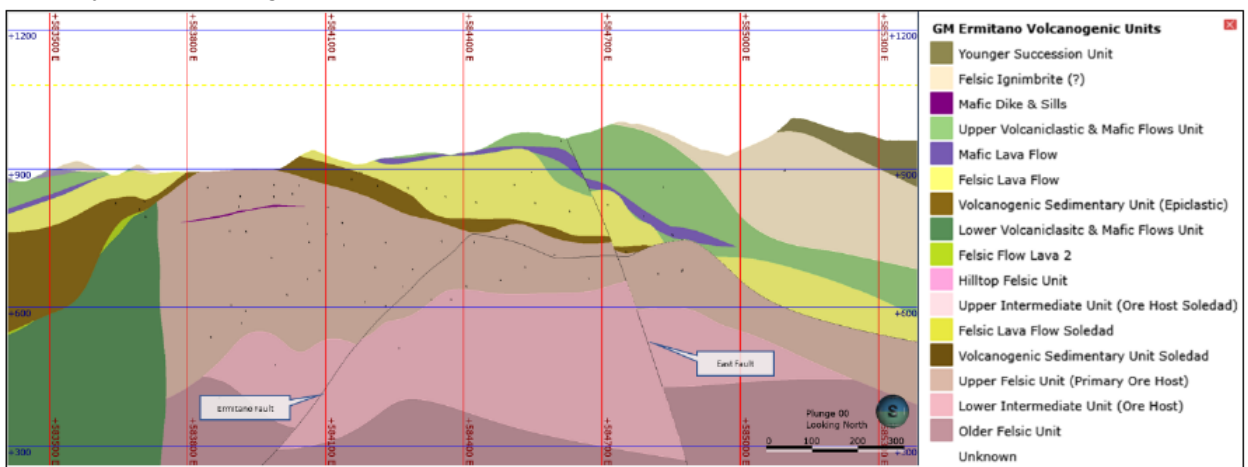 +583500 E
+583800 E
+584100 E
+584400 E
+584700 E
+585000 E
+585300 E
+1200
+1200
+900
+900
+600
+600
Ermitano Fault
East Fault
Plunge 00
Looking North
0 100 200 300
+300
+300
+583500 E
+583800 E
+584100 E
+584400 E
+584700 E
+585000 E
GM Ermitano Volcanogenic Units
Younger Succession Unit
Felsic Ignimbrite (?)
Mafic Dike & Sills
Upper Volcaniclastic & Mafic Flows Unit
Mafic Lava Flow
Felsic Lava Flow
Volcanogenic Sedimentary Unit (Epiclastic)
Lower Volcaniclasitc & Mafic Flows Unit
Felsic Flow Lava 2
Hilltop Felsic Unit
Upper Intermediate Unit (Ore Host Soledad)
Felsic Lava Flow Soledad
Volcanogenic Sedimentary Unit Soledad
Upper Felsic Unit (Primary Ore Host)
Lower Intermediate Unit (Ore Host)
Older Felsic Unit
Unknown